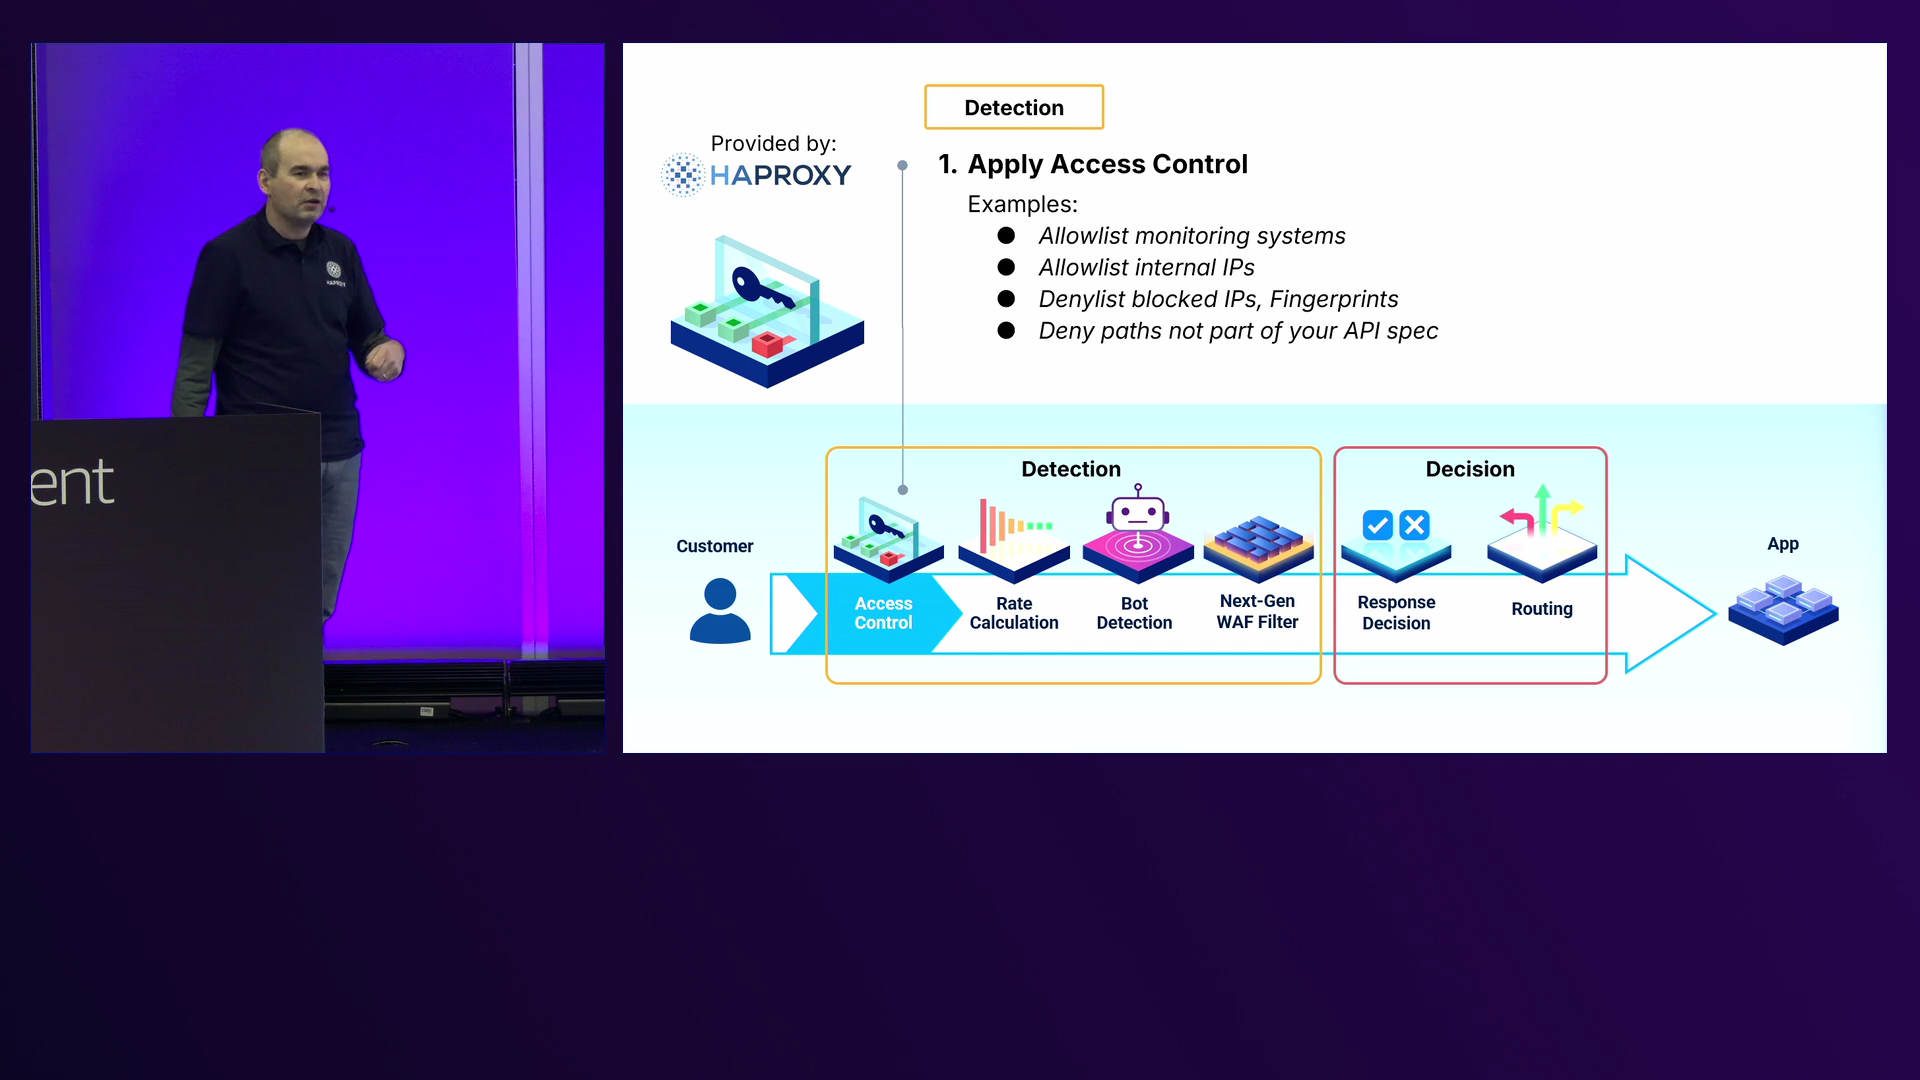 HAPROXY
ent
Detection
Provided by:
HAPROXY
1. Apply Access Control
Examples:
● Allowlist monitoring systems
● Allowlist internal IPs
● Denylist blocked IPs, Fingerprints
● Deny paths not part of your API spec
Detection
Decision
Customer
Access
Control
Rate
Calculation
Bot
Detection
Next-Gen
WAF Filter
Response
Decision
Routing
App